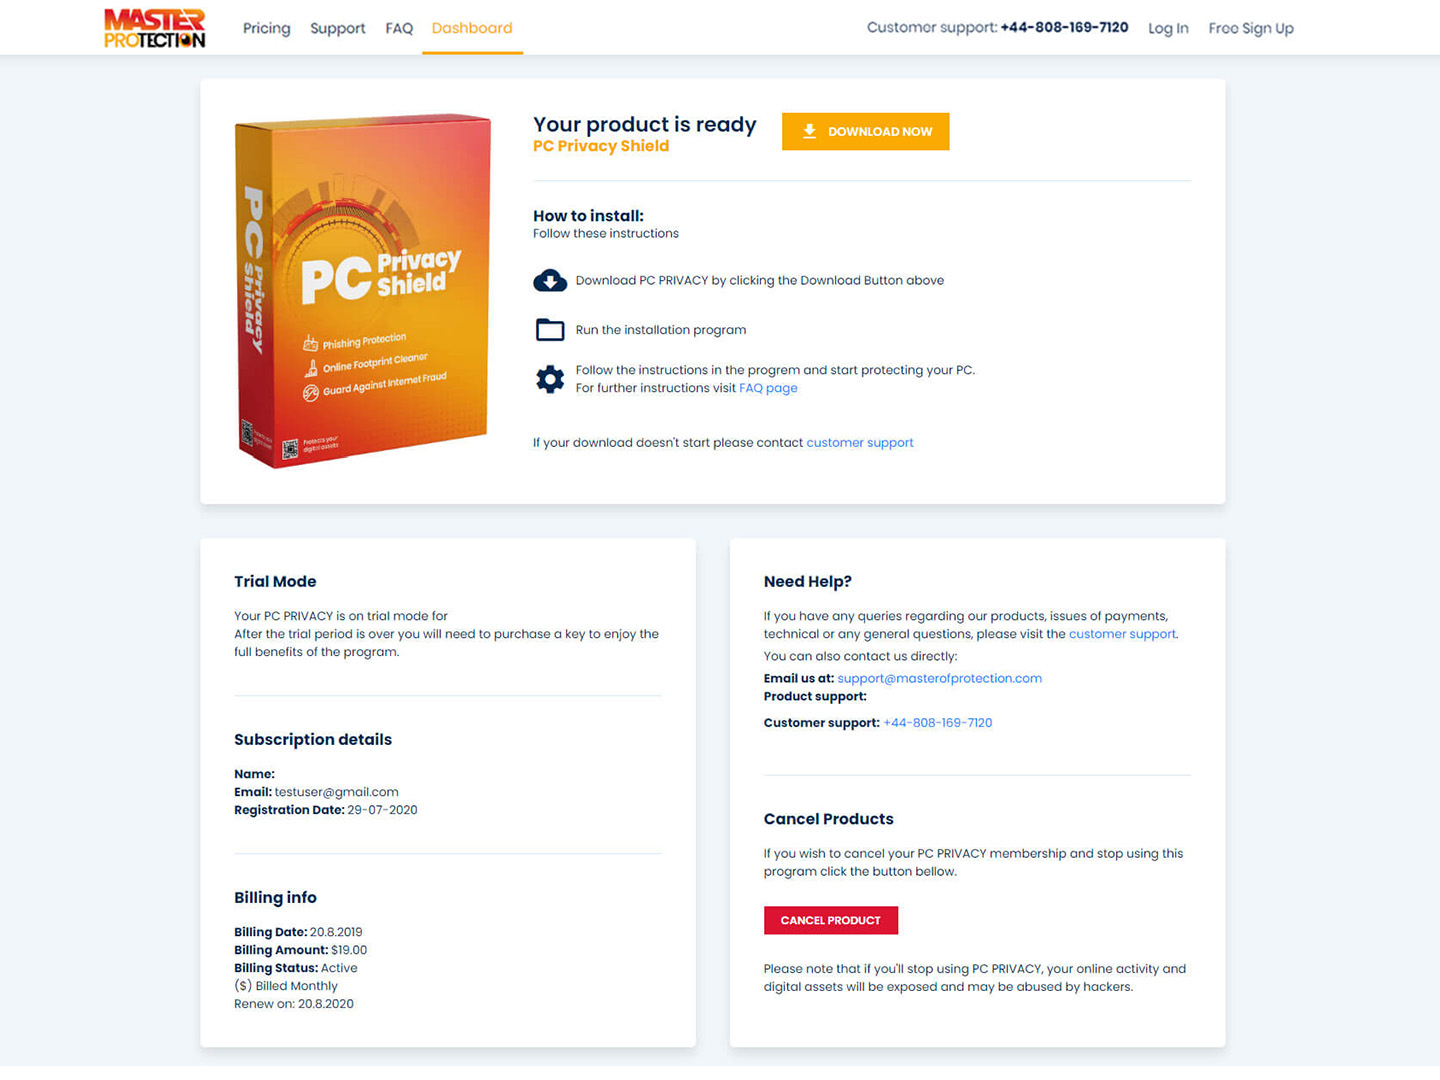 MASTER
PROTECTION
Pricing
Support
FAQ
Dashboard
Customer support: +44-808-169-7120
Log In
Free Sign Up
PC Privacy Shield
PC Privacy
Shield
Phishing Protection
Online Footprint Cleaner
Guard Against Internet Fraud
Protects your
digital assets
Your product is ready
PC Privacy Shield
DOWNLOAD NOW
How to install:
Follow these instructions
Download PC PRIVACY by clicking the Download Button above
Run the installation program
Follow the instructions in the progrem and start protecting your PC.
For further instructions visit FAQ page
If your download doesn't start please contact customer support
Trial Mode
Your PC PRIVACY is on trial mode for
After the trial period is over you will need to purchase a key to enjoy the
full benefits of the program.
Subscription details
Name:
Email: testuser@gmail.com
Registration Date: 29-07-2020
Billing info
Billing Date: 20.8.2019
Billing Amount: $19.00
Billing Status: Active
($) Billed Monthly
Renew on: 20.8.2020
Need Help?
If you have any queries regarding our products, issues of payments,
technical or any general questions, please visit the customer support.
You can also contact us directly:
Email us at: support@masterofprotection.com
Product support:
Customer support: +44-808-169-7120
Cancel Products
If you wish to cancel your PC PRIVACY membership and stop using this
program click the button bellow.
CANCEL PRODUCT
Please note that if you'll stop using PC PRIVACY, your online activity and
digital assets will be exposed and may be abused by hackers.